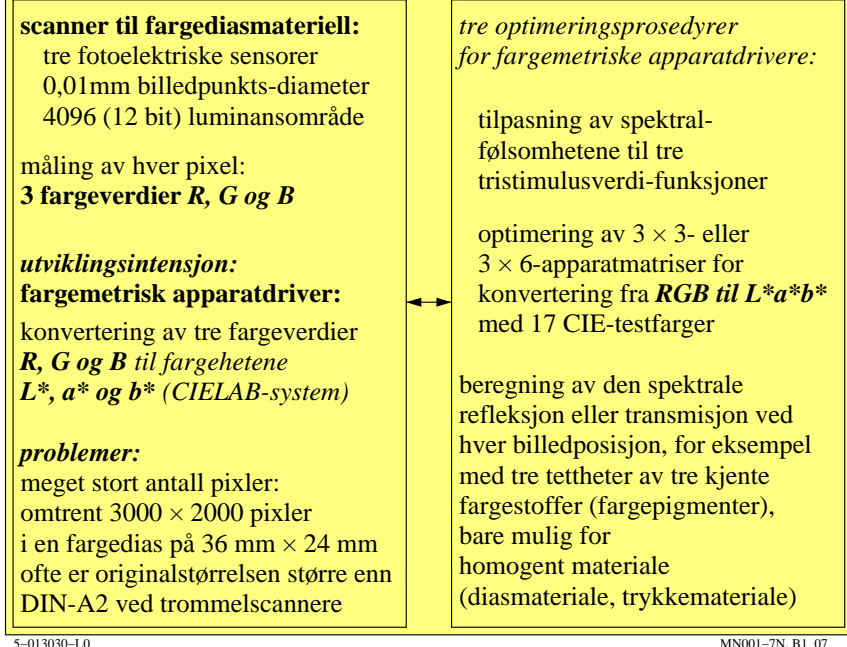 scanner til fargediasmateriell:
tre fotoelektriske sensorer
0,01mm billedpunkts-diameter
4096 (12 bit) luminansområde
måling av hver pixel:
3 fargeverdier R, G og B
utviklingsintensjon:
fargemetrisk apparatdriver:
konvertering av tre fargeverdier
R, G og B til fargehetene
L*, a* og b* (CIELAB-system)
problemer:
meget stort antall pixler:
omtrent 3000 × 2000 pixler
i en fargedias på 36 mm × 24 mm
ofte er originalstørrelsen større enn
DIN-A2 ved trommelscannere
tre optimeringsprosedyrer
for fargemetriske apparatdrivere:
tilpasning av spektral-
følsomhetene til tre
tristimulusverdi-funksjoner
optimering av 3 × 3- eller
3 × 6-apparatmatriser for
konvertering fra RGB til L*a*b*
med 17 CIE-testfarger
beregning av den spektrale
refleksjon eller transmisjon ved
hver billedposisjon, for eksempel
med tre tettheter av tre kjente
fargestoffer (fargepigmenter),
bare mulig for
homogent materiale
(diasmateriale, trykkemateriale)
5–013030–L0
MN001–7N, B1_07